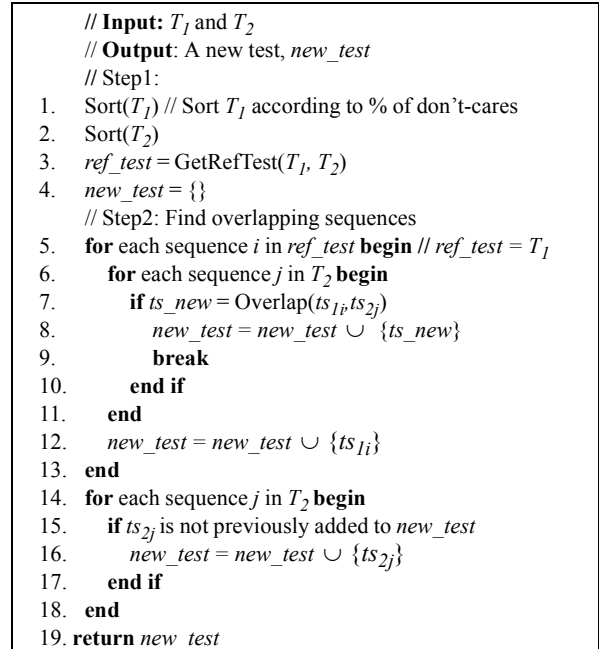 // Input: T1 and T2
// Output: A new test, new_test
// Step1:
1. Sort(T1) // Sort T1 according to % of don't-cares
2. Sort(T2)
3. ref_test = GetRefTest(T1, T2)
4. new_test = {}
// Step2: Find overlapping sequences
5. for each sequence i in ref_test begin // ref_test = T1
6. for each sequence j in T2 begin
7. if ts_new = Overlap(ts1i,ts2j)
8. new_test = new_test ∪ {ts_new}
9. break
10. end if
11. end
12. new_test = new_test ∪ {ts1i}
13. end
14. for each sequence j in T2 begin
15. if ts2j is not previously added to new_test
16. new_test = new_test ∪ {ts2j}
17. end if
18. end
19. return new_test